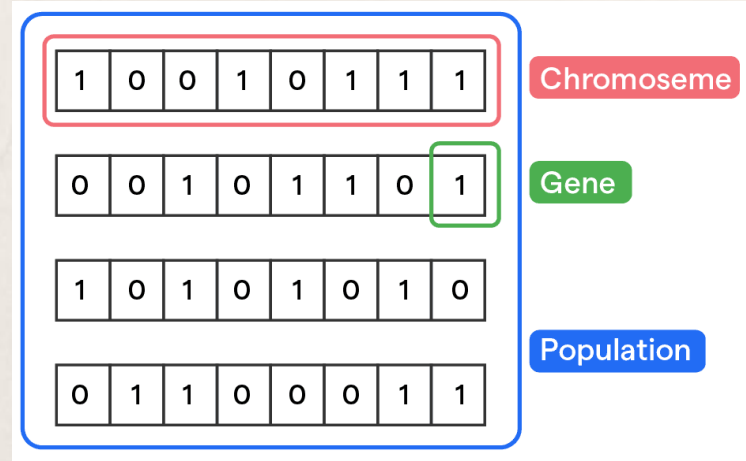 1 0 0 1 0 1 1 1 Chromoseme
0 0 1 0 1 1 0 1 Gene
1 0 1 0 1 0 1 0
Population
0 1 1 0 0 0 1 1